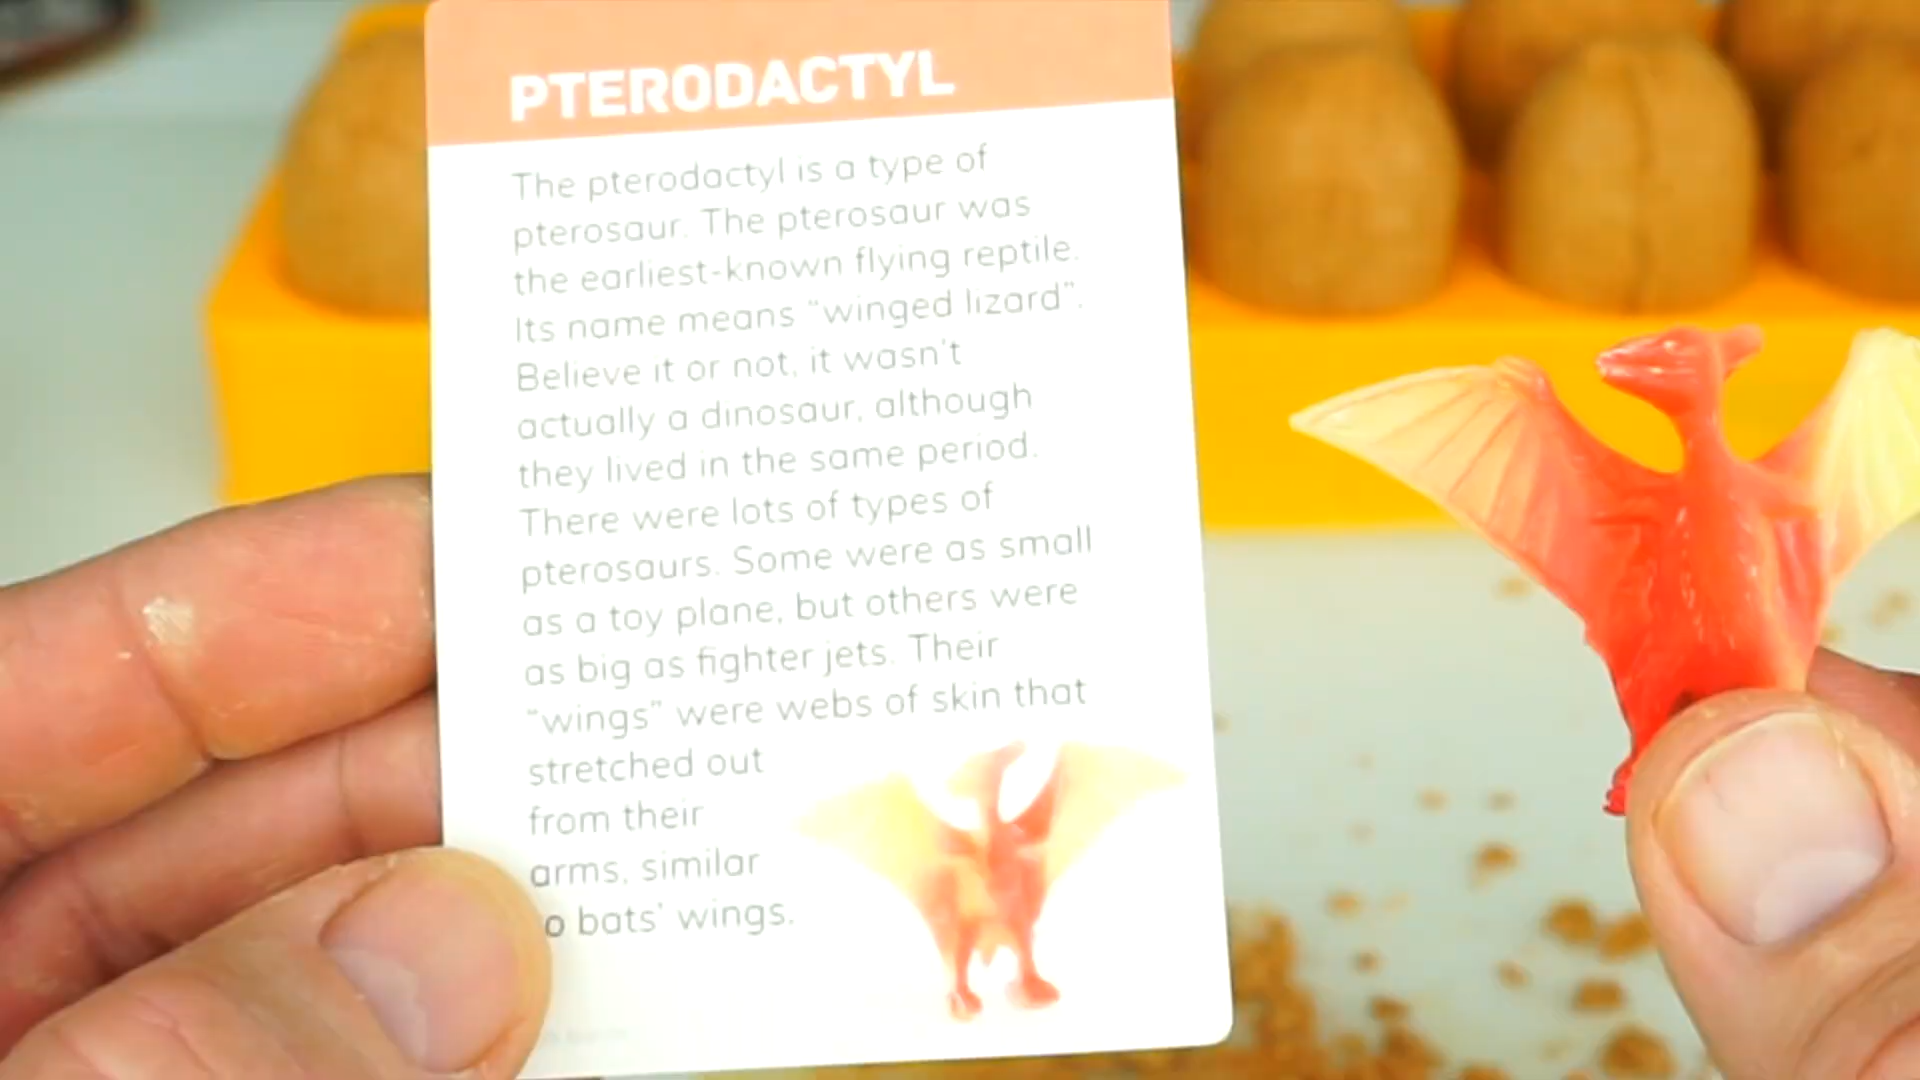 PTERODACTYL
The pterodactyl is a type of
pterosaur. The pterosaur was
the earliest-known flying reptile.
Its name means “winged lizard”.
Believe it or not, it wasn’t
actually a dinosaur, although
they lived in the same period.
There were lots of types of
pterosaurs. Some were as small
as a toy plane, but others were
as big as fighter jets. Their
“wings” were webs of skin that
stretched out
from their
arms, similar
o bats’ wings.